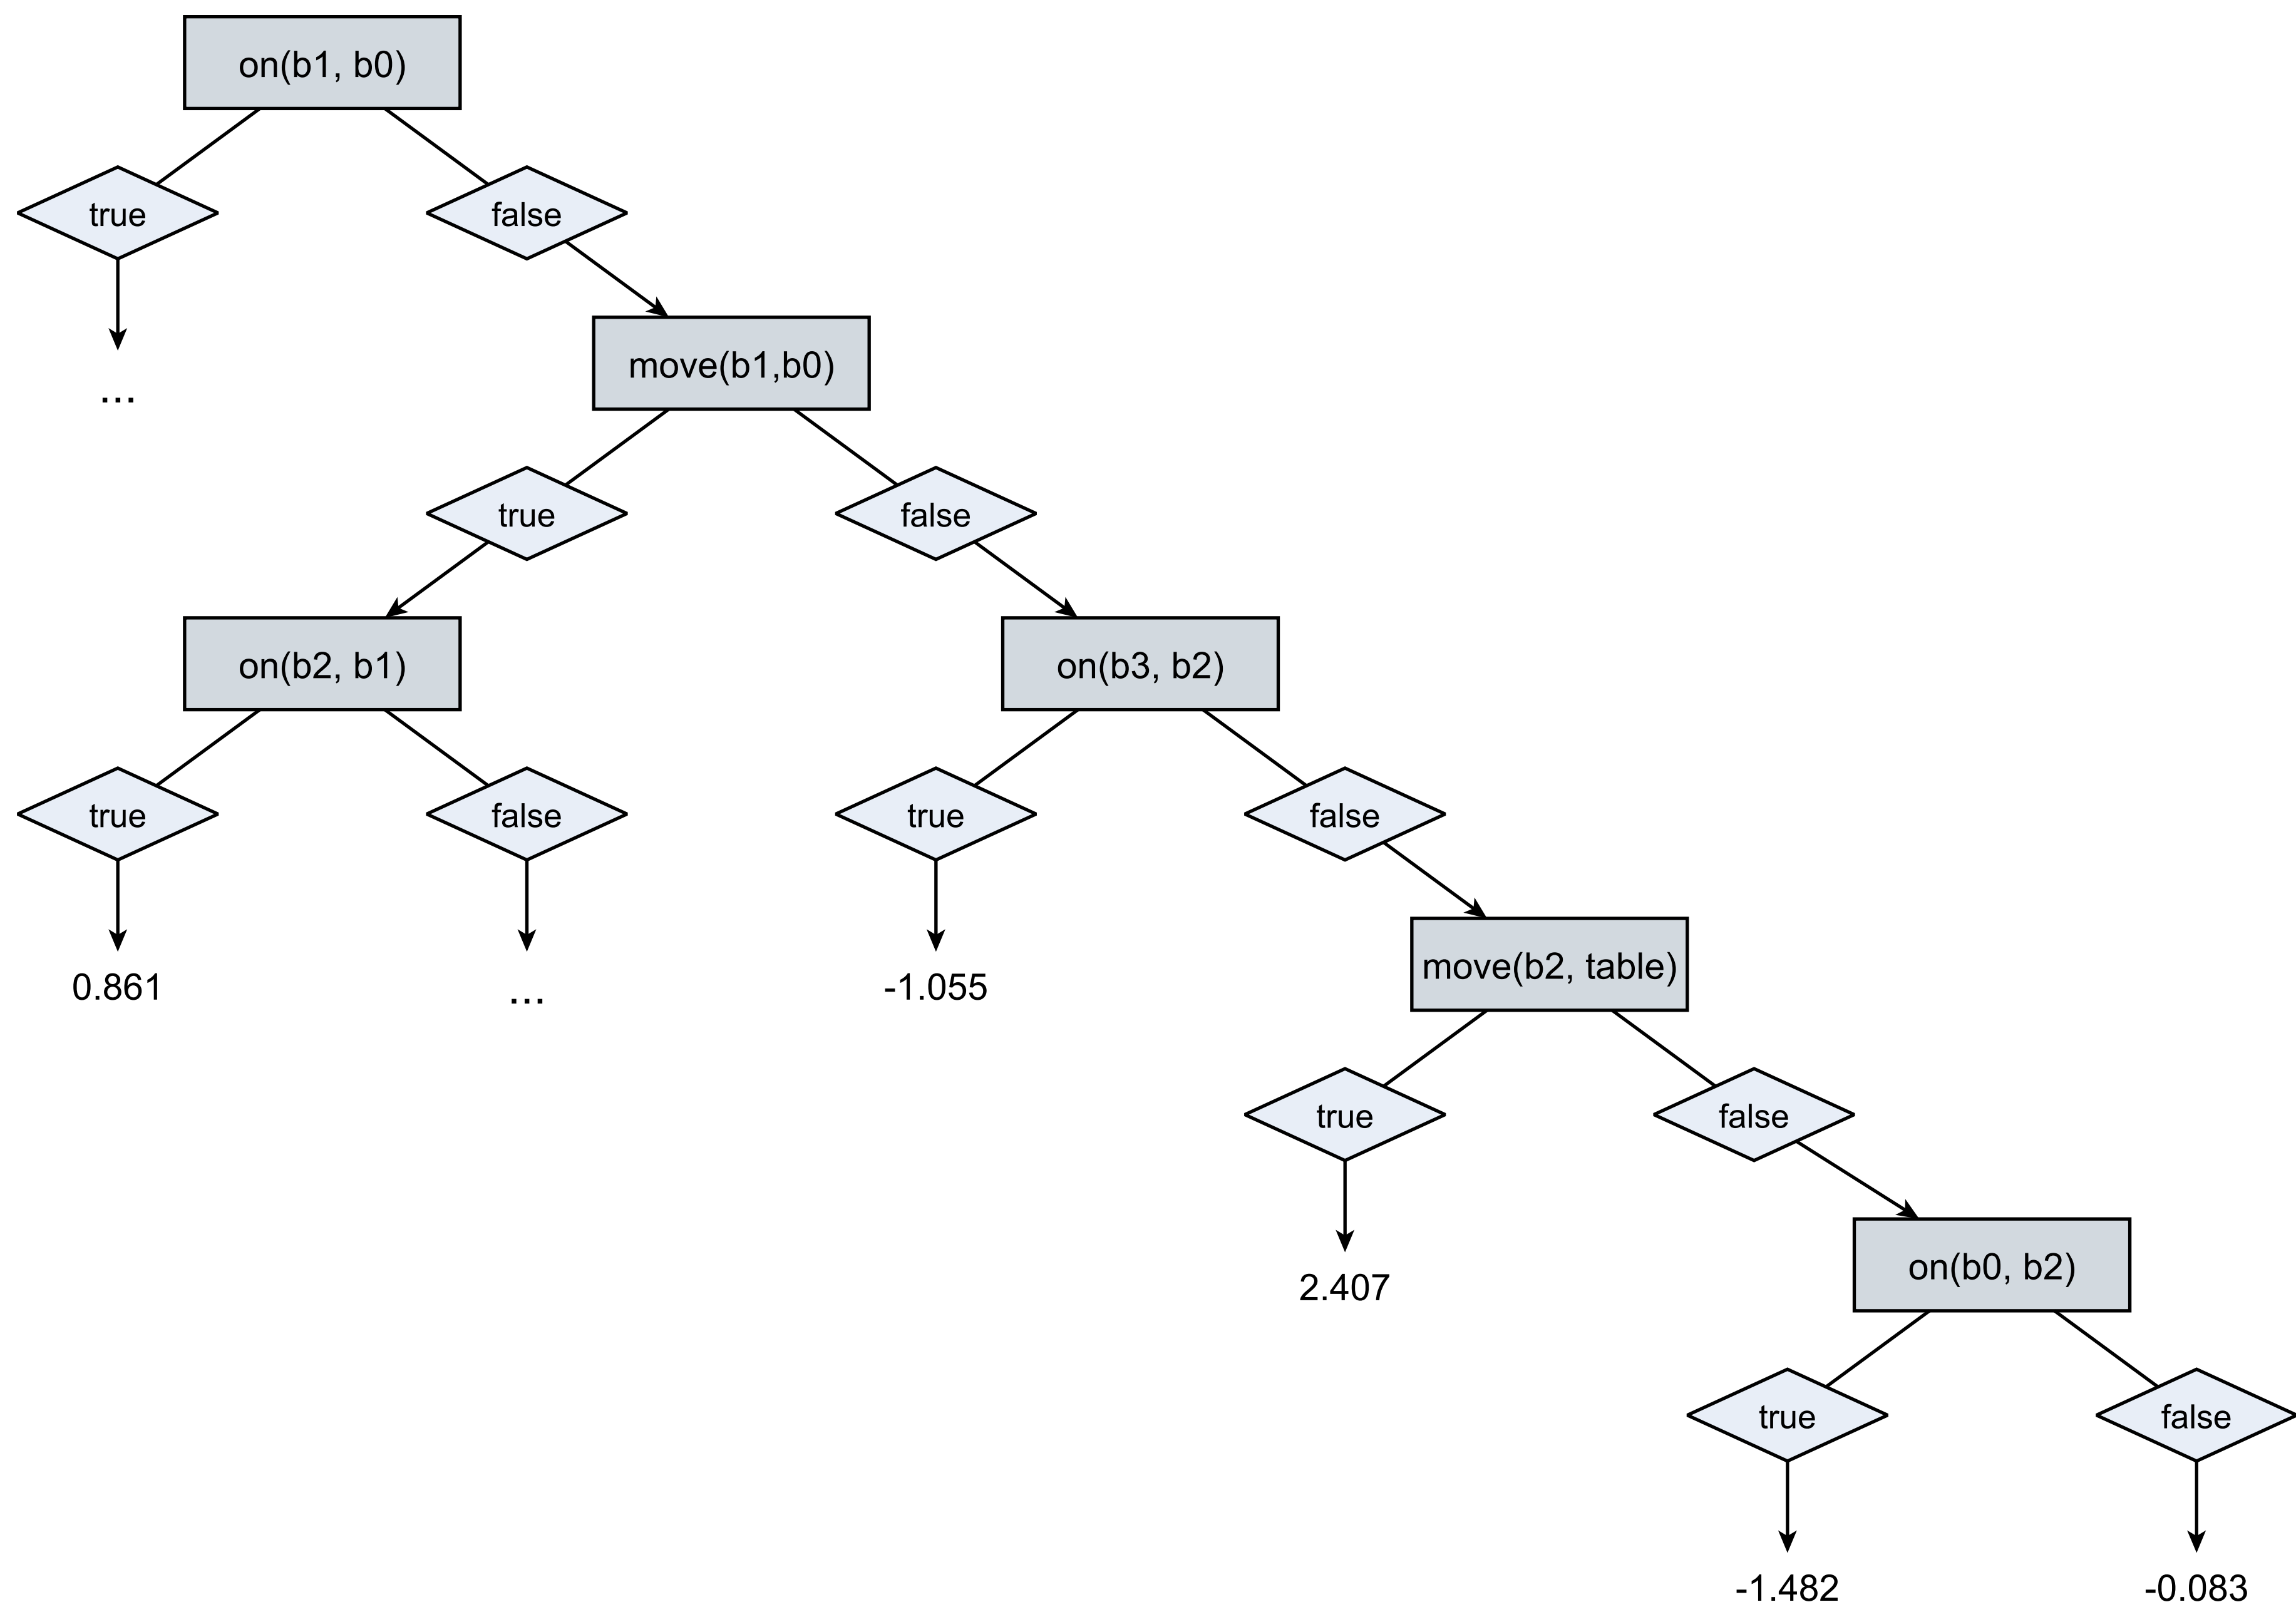 on(b1, b0)
true
false
...
move(b1,b0)
true
false
on(b2, b1)
on(b3, b2)
true
false
true
false
0.861
...
-1.055
move(b2, table)
true
false
2.407
on(b0, b2)
true
false
-1.482
-0.083